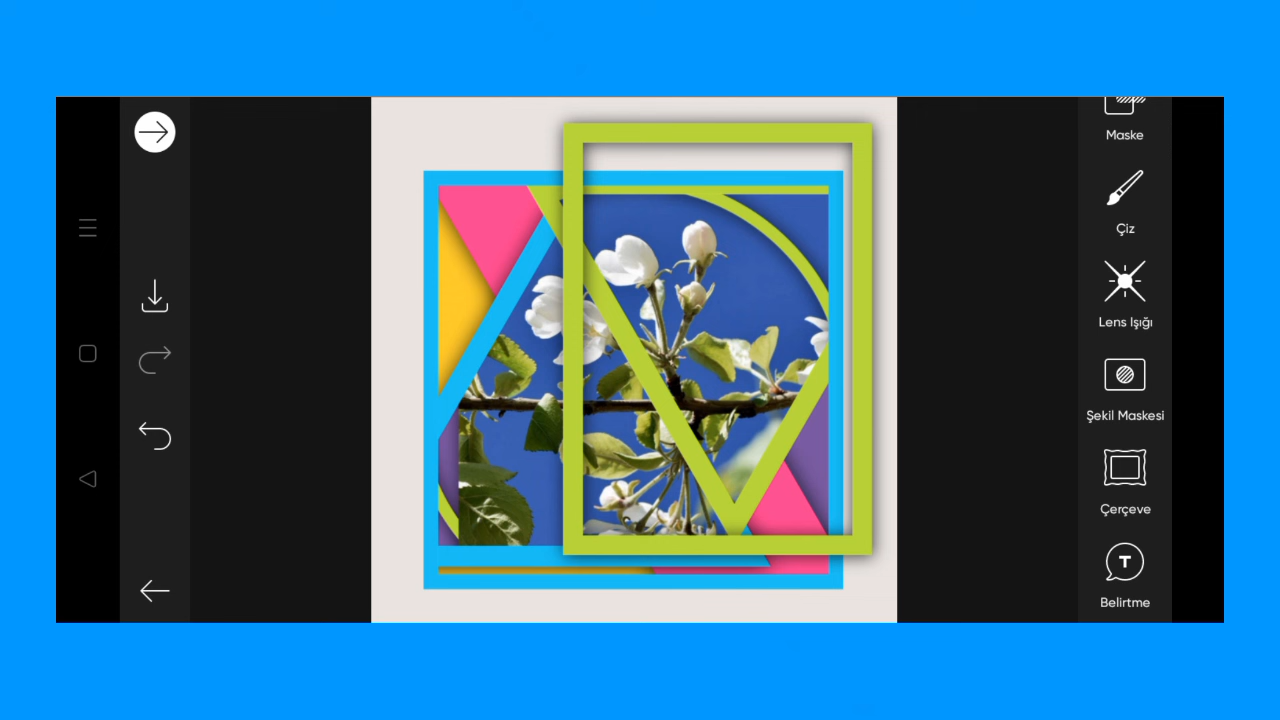 Maske
Çiz
Lens Işığı
Şekil Maskesi
Çerçeve
T
Belirtme